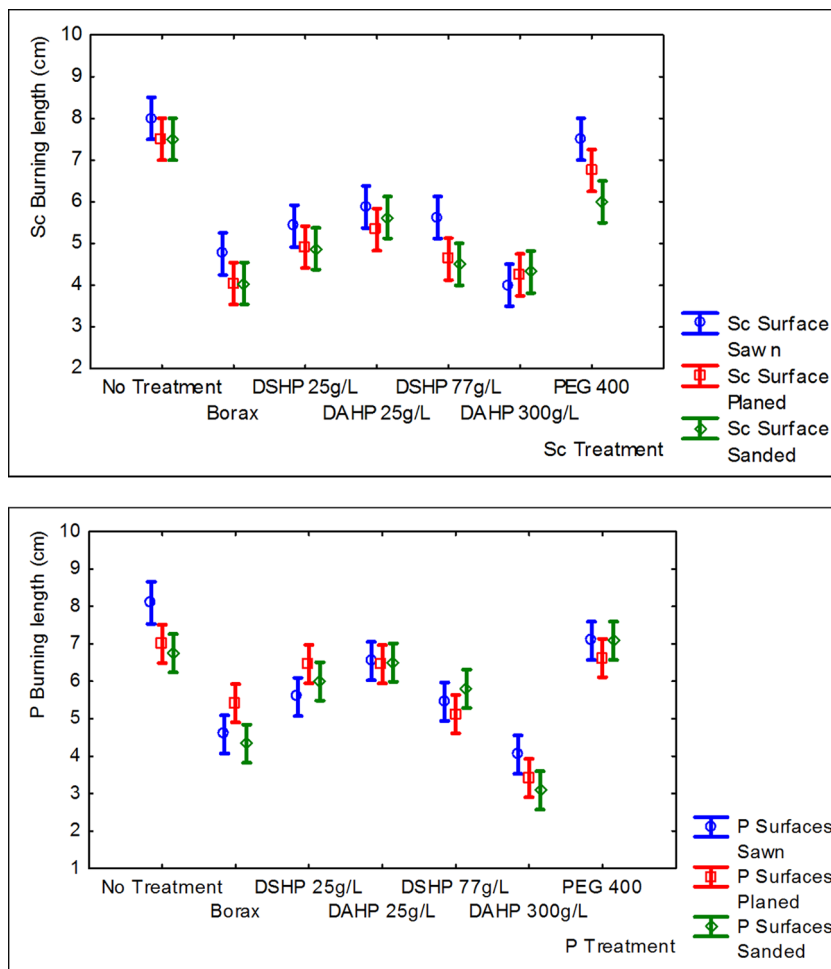 Sc Burning length (cm)
10
9
8
7
6
5
4
3
2
No Treatment DSHP 25g/L DSHP 77g/L PEG 400
Borax DAHP 25g/L DAHP 300g/L
Sc Treatment
Sc Surface
Sawn
Sc Surface
Planed
Sc Surface
Sanded
P Burning length (cm)
10
9
8
7
6
5
4
3
2
1
No Treatment DSHP 25g/L DSHP 77g/L PEG 400
Borax DAHP 25g/L DAHP 300g/L
P Treatment
P Surfaces
Sawn
P Surfaces
Planed
P Surfaces
Sanded